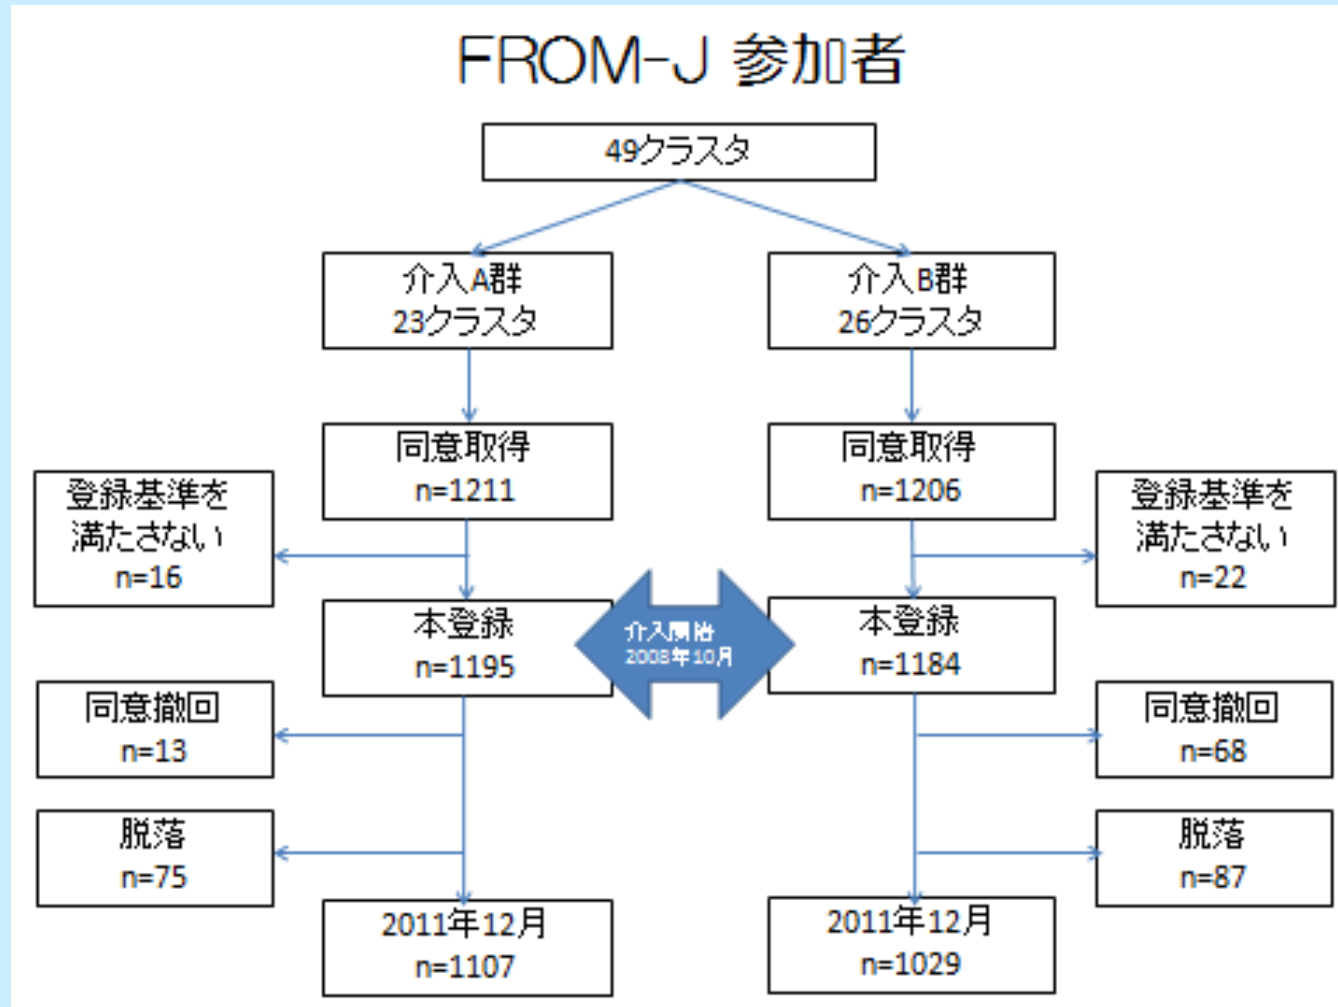 FROM-J 参加者
49クラスタ
介入A群
23クラスタ
介入B群
26クラスタ
同意取得
n=1211
同意取得
n=1206
登録基準を
満たさない
n=16
登録基準を
満たさない
n=22
本登録
n=1195
介入開始
2008年10月
本登録
n=1184
同意撤回
n=13
同意撤回
n=68
脱落
n=75
脱落
n=87
2011年12月
n=1107
2011年12月
n=1029